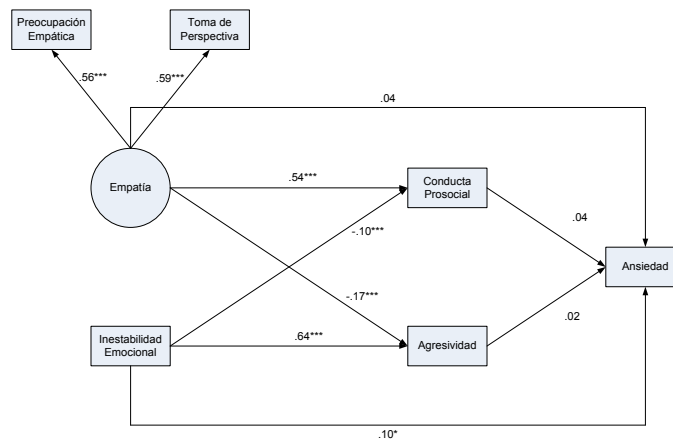 Preocupación
Empática
Toma de
Perspectiva
.56***
.59***
.04
Empatía
.54***
Conducta
Prosocial
-.10***
.04
Ansiedad
-.17***
.02
Inestabilidad
Emocional
.64***
Agresividad
.10*